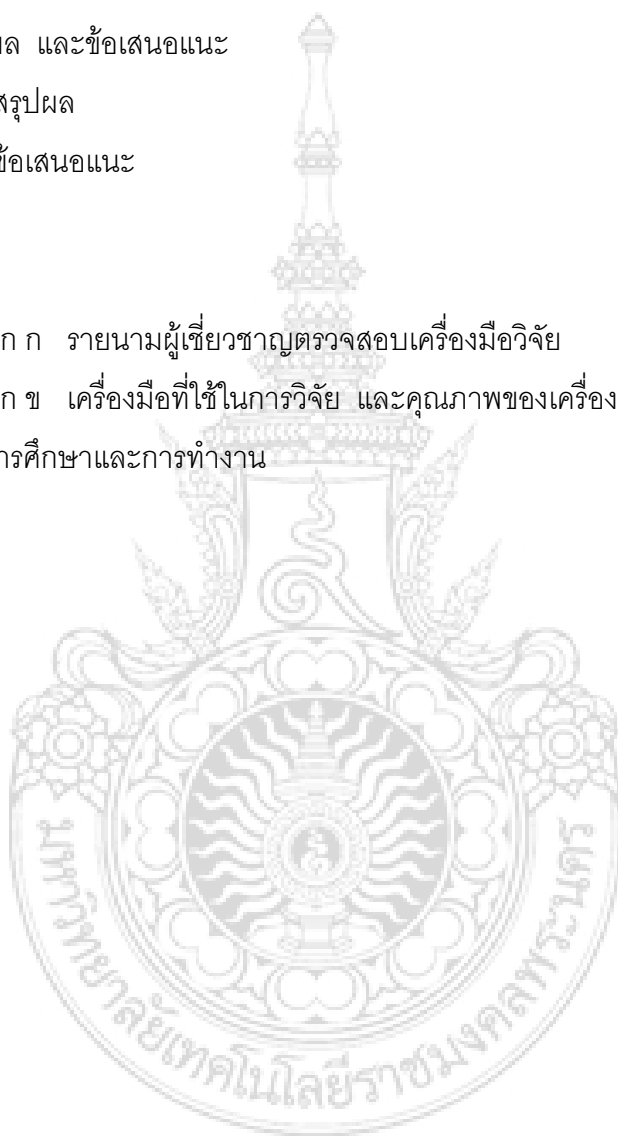 ผล และข้อเสนอแนะ
สรุปผล
ข้อเสนอแนะ
ก ก รายนามผู้เชี่ยวชาญตรวจสอบเครื่องมือวิจัย
ก ข เครื่องมือที่ใช้ในการวิจัย และคุณภาพของเครื่อง
ารศึกษาและการทำงาน
มหาวิทยาลัยเทคโนโลยีราชมงคลพระนคร